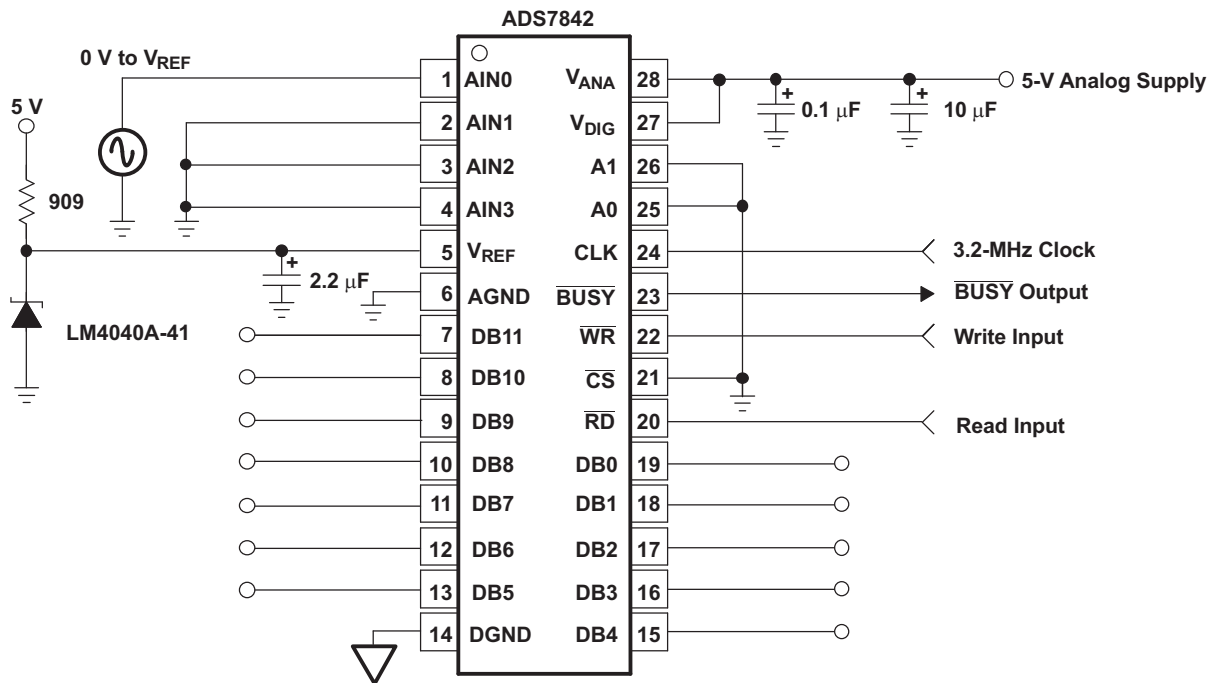 ADS7842
0 V to VREF
5 V
909
LM4040A-41
2.2 μF
1 AIN0
2 AIN1
3 AIN2
4 AIN3
5 VREF
6 AGND
7 DB11
8 DB10
9 DB9
10 DB8
11 DB7
12 DB6
13 DB5
14 DGND
VANA 28
VDIG 27
A1 26
A0 25
CLK 24
BUSY 23
WR 22
CS 21
RD 20
DB0 19
DB1 18
DB2 17
DB3 16
DB4 15
+
0.1 μF
+
10 μF
+
5-V Analog Supply
3.2-MHz Clock
BUSY Output
Write Input
Read Input